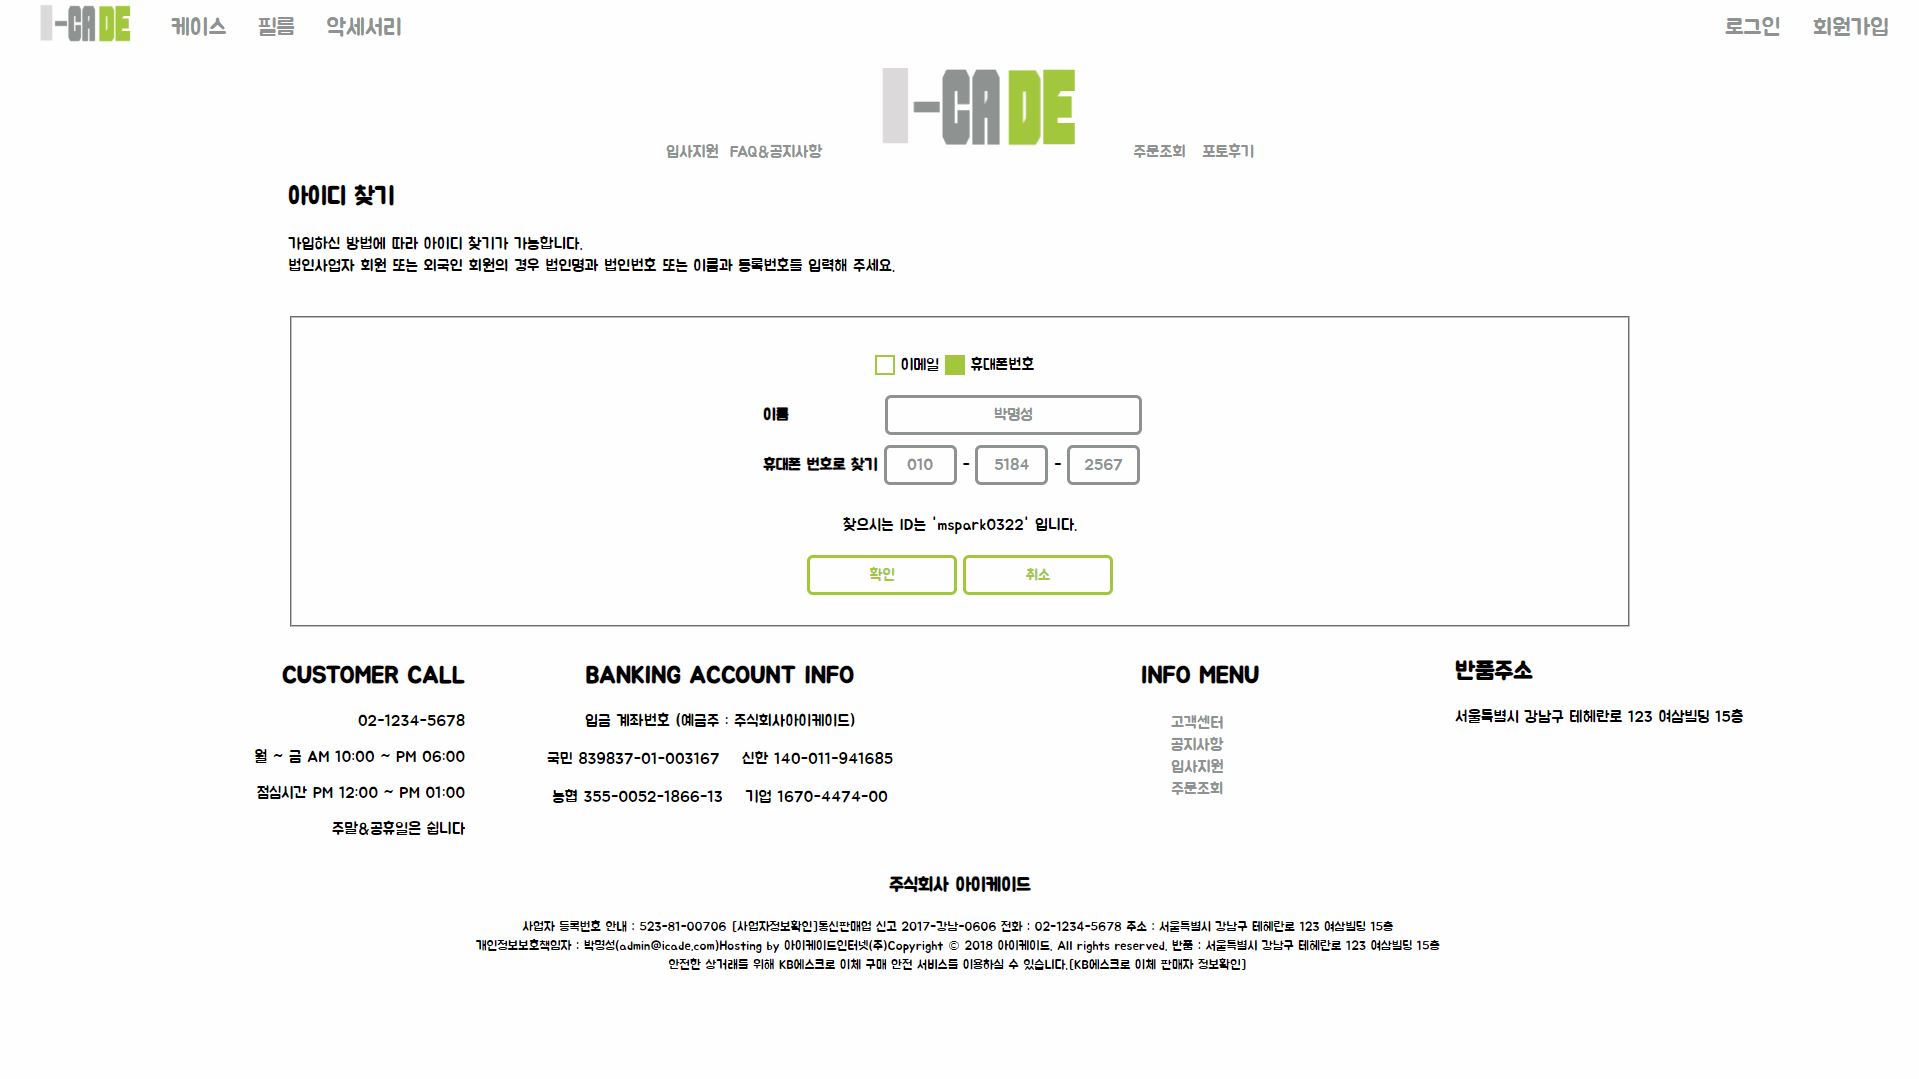 I-CADE 케이스 필름 악세서리 로그인 회원가입
I-CADE
입사지원 FAQ&공지사항 주문조회 포토후기
아이디 찾기
가입하신 방법에 따라 아이디 찾기가 가능합니다.
법인사업자 회원 또는 외국인 회원의 경우 법인명과 법인번호 또는 이름과 등록번호를 입력해 주세요.
이메일 휴대폰번호
이름 박명성
휴대폰 번호로 찾기 010 - 5184 - 2567
찾으시는 ID는 'mspark0322' 입니다.
확인 취소
CUSTOMER CALL
02-1234-5678
월 ~ 금 AM 10:00 ~ PM 06:00
점심시간 PM 12:00 ~ PM 01:00
주말&공휴일은 쉽니다
BANKING ACCOUNT INFO
입금 계좌번호 (예금주 : 주식회사아이케이드)
국민 839837-01-003167 신한 140-011-941685
농협 355-0052-1866-13 기업 1670-4474-00
INFO MENU
고객센터
공지사항
입사지원
주문조회
반품주소
서울특별시 강남구 테헤란로 123 여삼빌딩 15층
주식회사 아이케이드
사업자 등록번호 안내 : 523-81-00706 [사업자정보확인]통신판매업 신고 2017-강남-0606 전화 : 02-1234-5678 주소 : 서울특별시 강남구 테헤란로 123 여삼빌딩 15층
개인정보보호책임자 : 박명성(admin@icade.com)Hosting by 아이케이드인터넷(주)Copyright © 2018 아이케이드. All rights reserved. 반품 : 서울특별시 강남구 테헤란로 123 여삼빌딩 15층
안전한 상거래를 위해 KB에스크로 이체 구매 안전 서비스를 이용하실 수 있습니다.[KB에스크로 이체 판매자 정보확인]